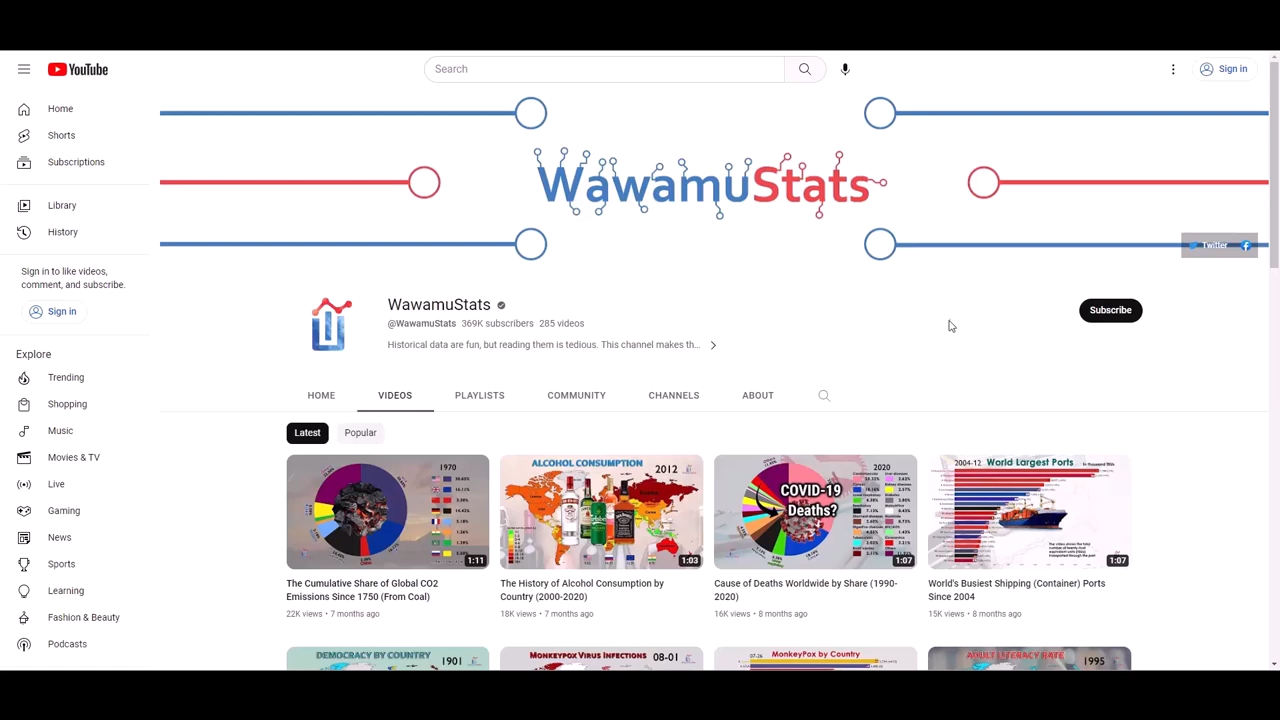 YouTube
Search
Sign in
Home
Shorts
Subscriptions
Library
History
Sign in to like videos,
comment, and subscribe.
Sign in
Explore
Trending
Shopping
Music
Movies & TV
Live
Gaming
News
Sports
Learning
Fashion & Beauty
Podcasts
WawamuStats
Twitter
WawamuStats
@WawamuStats 369K subscribers 285 videos
Historical data are fun, but reading them is tedious. This channel makes th...
Subscribe
HOME VIDEOS PLAYLISTS COMMUNITY CHANNELS ABOUT
Latest Popular
1970
1:11
The Cumulative Share of Global CO2
Emissions Since 1750 (From Coal)
22K views • 7 months ago
ALCOHOL CONSUMPTION
2012
1:03
The History of Alcohol Consumption by
Country (2000-2020)
18K views • 7 months ago
2020
COVID-19
Deaths?
1:07
Cause of Deaths Worldwide by Share (1990-
2020)
16K views • 8 months ago
2004-12 World Largest Ports
1:07
World's Busiest Shipping (Container) Ports
Since 2004
15K views • 8 months ago
DEMOCRACY BY COUNTRY 1901
MONKEYPOX VIRUS INFECTIONS 08-01
07-26 MonkeyPox by Country
ADULT LITERACY RATE 1995